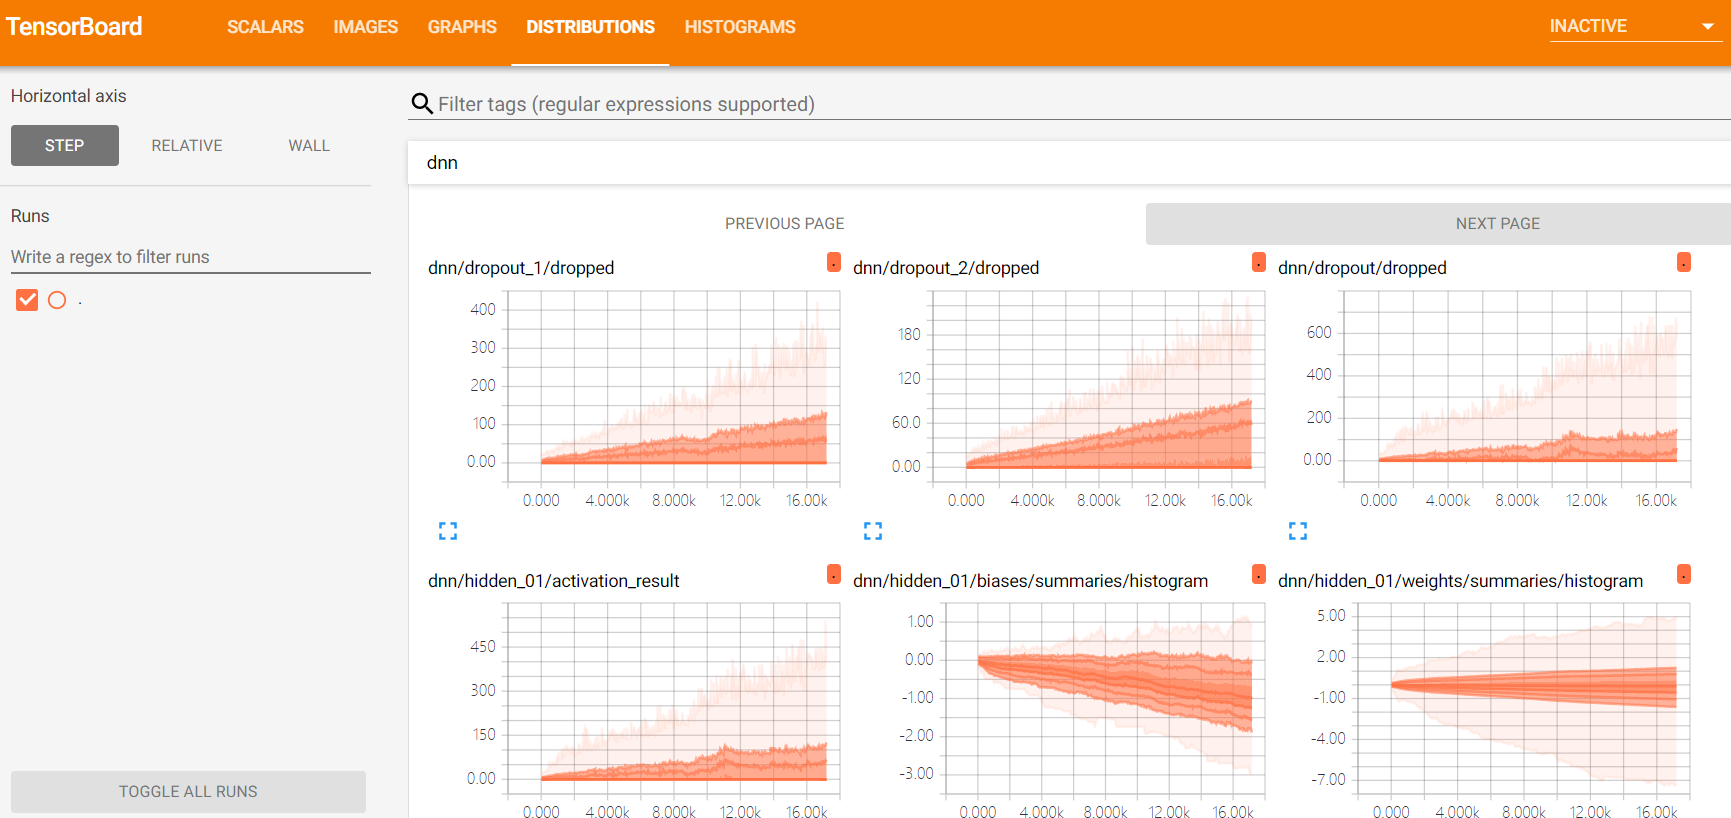 TensorBoard SCALARS IMAGES GRAPHS DISTRIBUTIONS HISTOGRAMS INACTIVE
Horizontal axis
STEP RELATIVE WALL
Runs
Write a regex to filter runs
.
TOGGLE ALL RUNS
Filter tags (regular expressions supported)
dnn
PREVIOUS PAGE NEXT PAGE
dnn/dropout_1/dropped .
400
300
200
100
0.00
0.000 4.000k 8.000k 12.00k 16.00k
dnn/dropout_2/dropped .
180
120
60.0
0.00
0.000 4.000k 8.000k 12.00k 16.00k
dnn/dropout/dropped .
600
400
200
0.00
0.000 4.000k 8.000k 12.00k 16.00k
dnn/hidden_01/activation_result .
450
300
150
0.00
0.000 4.000k 8.000k 12.00k 16.00k
dnn/hidden_01/biases/summaries/histogram .
1.00
0.00
-1.00
-2.00
-3.00
0.000 4.000k 8.000k 12.00k 16.00k
dnn/hidden_01/weights/summaries/histogram .
5.00
2.00
-1.00
-4.00
-7.00
0.000 4.000k 8.000k 12.00k 16.00k